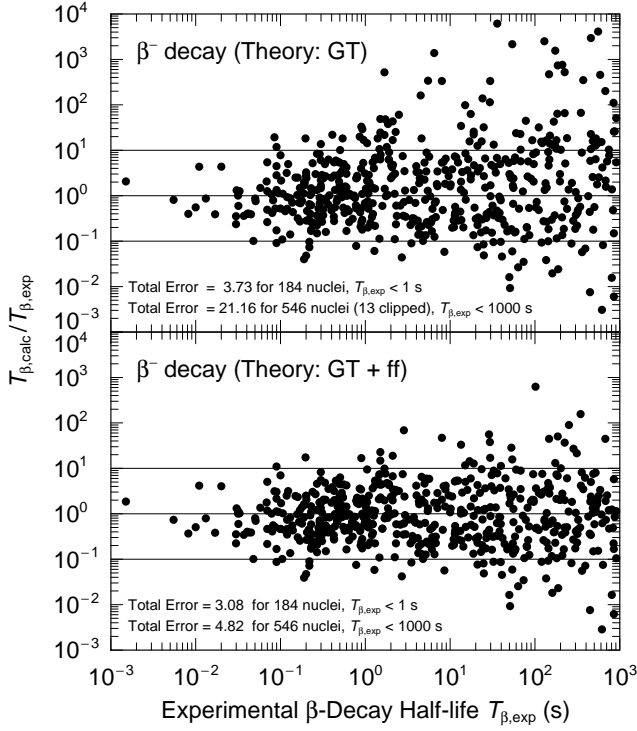 10⁴
10³
10²
10¹
10⁰
10⁻¹
10⁻²
10⁻³
β⁻ decay (Theory: GT)
Total Error = 3.73 for 184 nuclei, Tβ,exp < 1 s
Total Error = 21.16 for 546 nuclei (13 clipped), Tβ,exp < 1000 s
Tβ,calc/Tβ,exp
10⁴
10³
10²
10¹
10⁰
10⁻¹
10⁻²
10⁻³
β⁻ decay (Theory: GT + ff)
Total Error = 3.08 for 184 nuclei, Tβ,exp < 1 s
Total Error = 4.82 for 546 nuclei, Tβ,exp < 1000 s
10⁻³ 10⁻² 10⁻¹ 10⁰ 10¹ 10² 10³
Experimental β-Decay Half-life Tβ,exp (s)